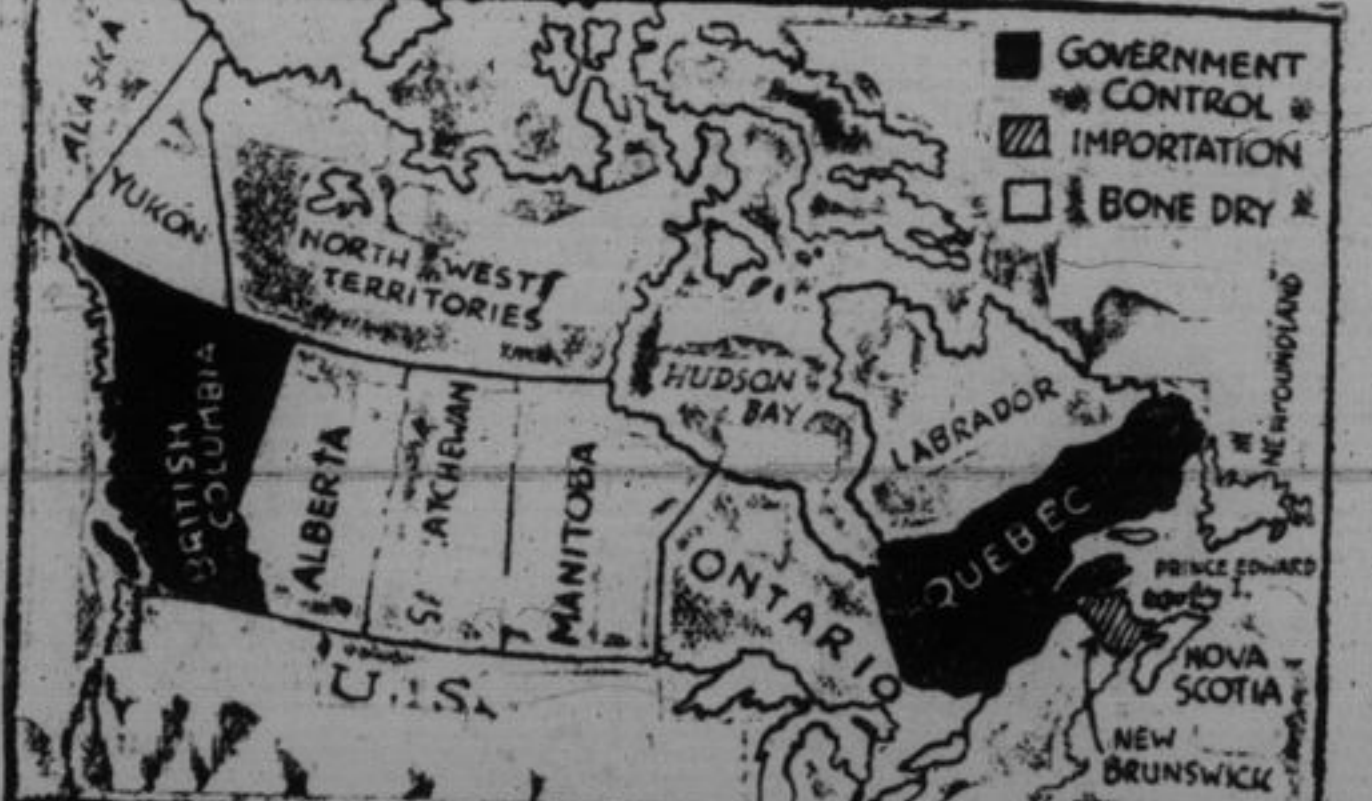 GOVERNMENT
CONTROL
IMPORTATION
BONE DRY
ALASKA
YUKON
NORTH WEST
TERRITORIES
HUDSON
BAY
LABRADOR
NEWFOUNDLAND
BRITISH
COLUMBIA
ALBERTA
MANITOBA
ONTARIO
QUEBEC
PRINCE EDWARD
I.
NOVA
SCOTIA
NEW
BRUNSWICK
U.S.